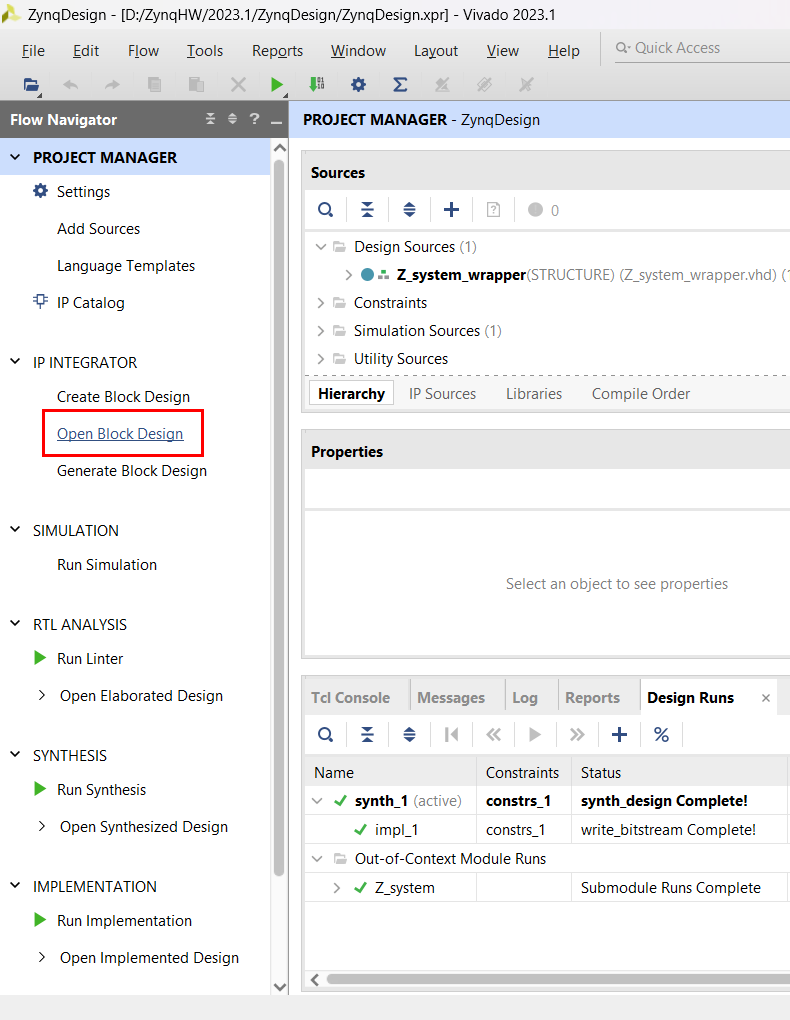 ZynqDesign - [D:/ZynqHW/2023.1/ZynqDesign/ZynqDesign.xpr] - Vivado 2023.1
File Edit Flow Tools Reports Window Layout View Help Quick Access
Flow Navigator
PROJECT MANAGER
Settings
Add Sources
Language Templates
IP Catalog
IP INTEGRATOR
Create Block Design
Open Block Design
Generate Block Design
SIMULATION
Run Simulation
RTL ANALYSIS
Run Linter
Open Elaborated Design
SYNTHESIS
Run Synthesis
Open Synthesized Design
IMPLEMENTATION
Run Implementation
Open Implemented Design
PROJECT MANAGER - ZynqDesign
Sources
0
Design Sources (1)
Z_system_wrapper(STRUCTURE) (Z_system_wrapper.vhd) (
Constraints
Simulation Sources (1)
Utility Sources
Hierarchy IP Sources Libraries Compile Order
Properties
Select an object to see properties
Tcl Console Messages Log Reports Design Runs
Name Constraints Status
synth_1 (active) constrs_1 synth_design Complete!
impl_1 constrs_1 write_bitstream Complete!
Out-of-Context Module Runs
Z_system Submodule Runs Complete